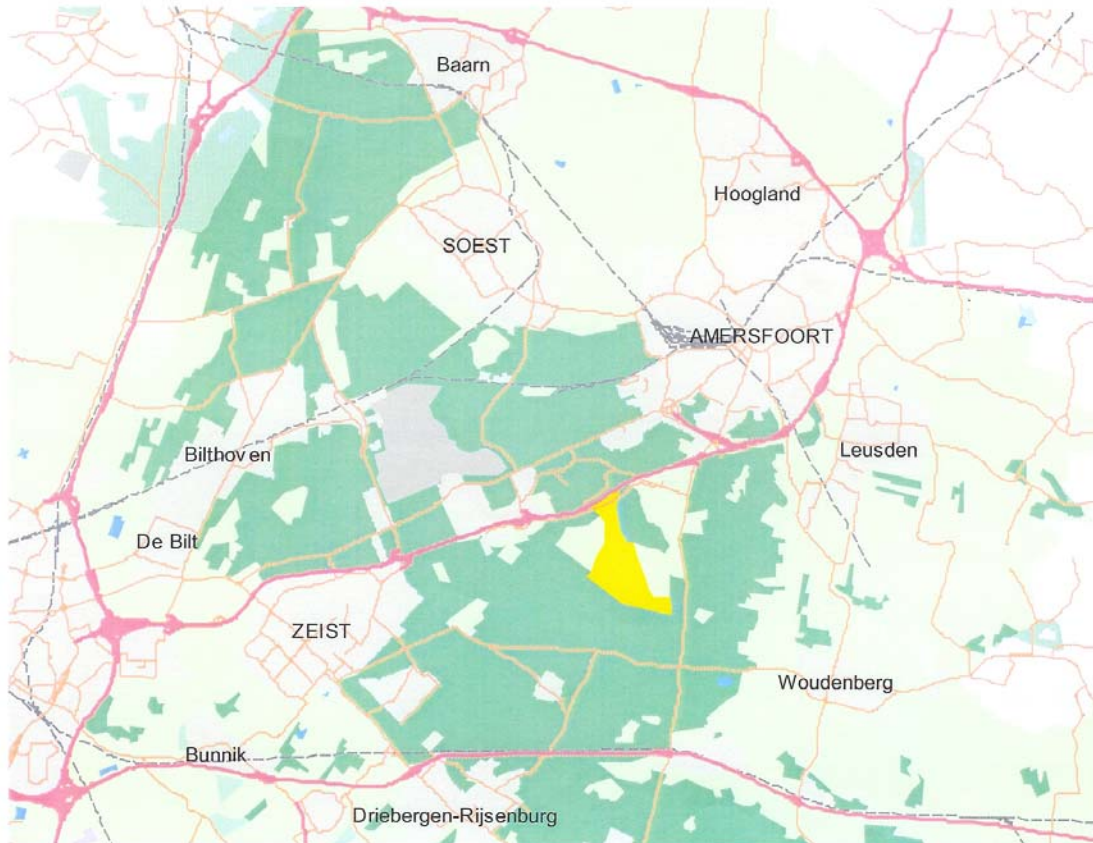 Baarn
Hoogland
SOEST
AMERSFOORT
Leusden
Bilthoven
De Bilt
ZEIST
Woudenberg
Bunnik
Driebergen-Rijsenburg